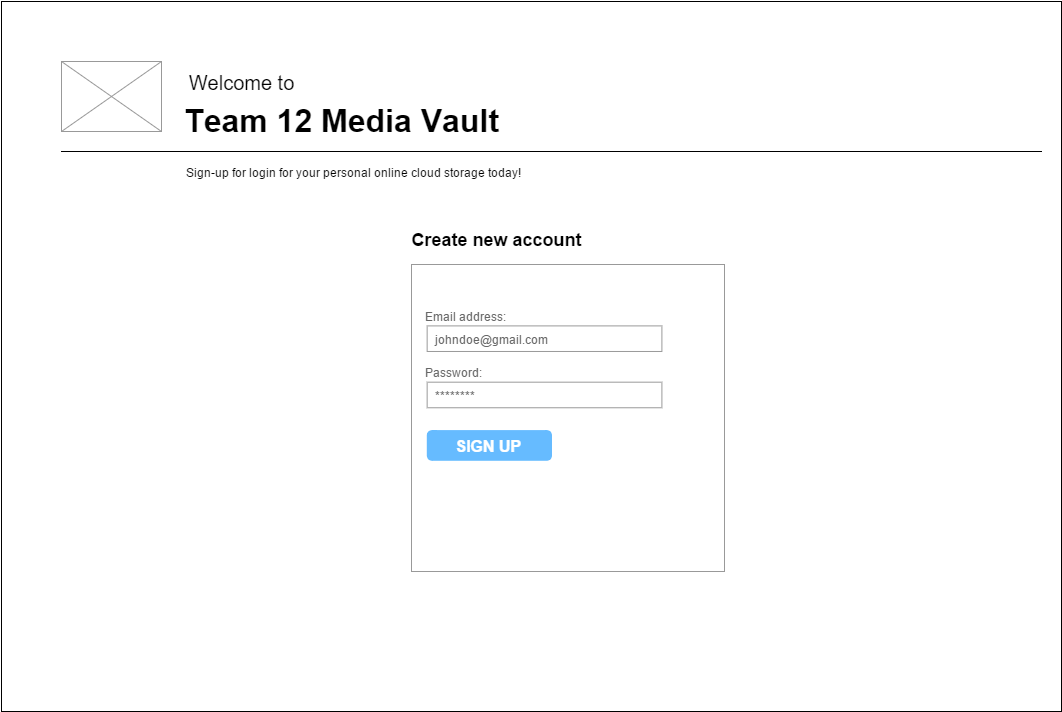 Welcome to
Team 12 Media Vault
Sign-up for login for your personal online cloud storage today!
Create new account
Email address:
johndoe@gmail.com
Password:
********
SIGN UP